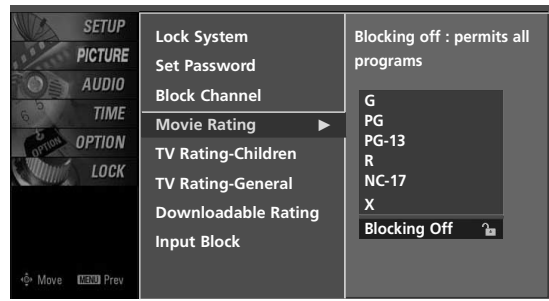 SETUP
PICTURE
AUDIO
TIME
OPTION
LOCK
Move MENU Prev
Lock System
Set Password
Block Channel
Movie Rating ▶
TV Rating-Children
TV Rating-General
Downloadable Rating
Input Block
Blocking off : permits all
programs
G
PG
PG-13
R
NC-17
X
Blocking Off